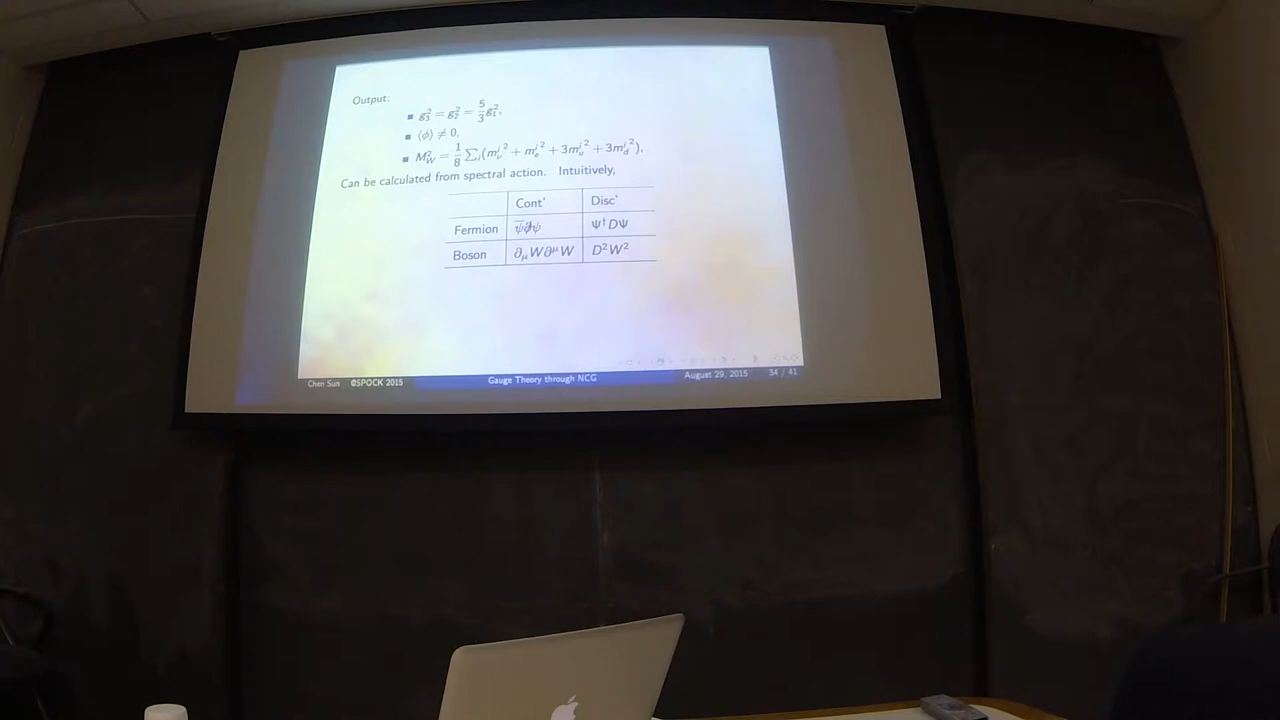 Output:
▪ g₃² = g₂² = 5/3 g₁²,
▪ ⟨ϕ⟩ ≠ 0,
▪ M_W² = 1/8 ∑ᵢ(m_ν^i² + m_e^i² + 3m_u^i² + 3m_d^i²),
Can be calculated from spectral action. Intuitively,
Cont' Disc'
Fermion ψ̄∂̸ψ Ψ†DΨ
Boson ∂_μW∂^μW D²W²
Chen Sun @SPOCK 2015 Gauge Theory through NCG August 29, 2015 34 / 41